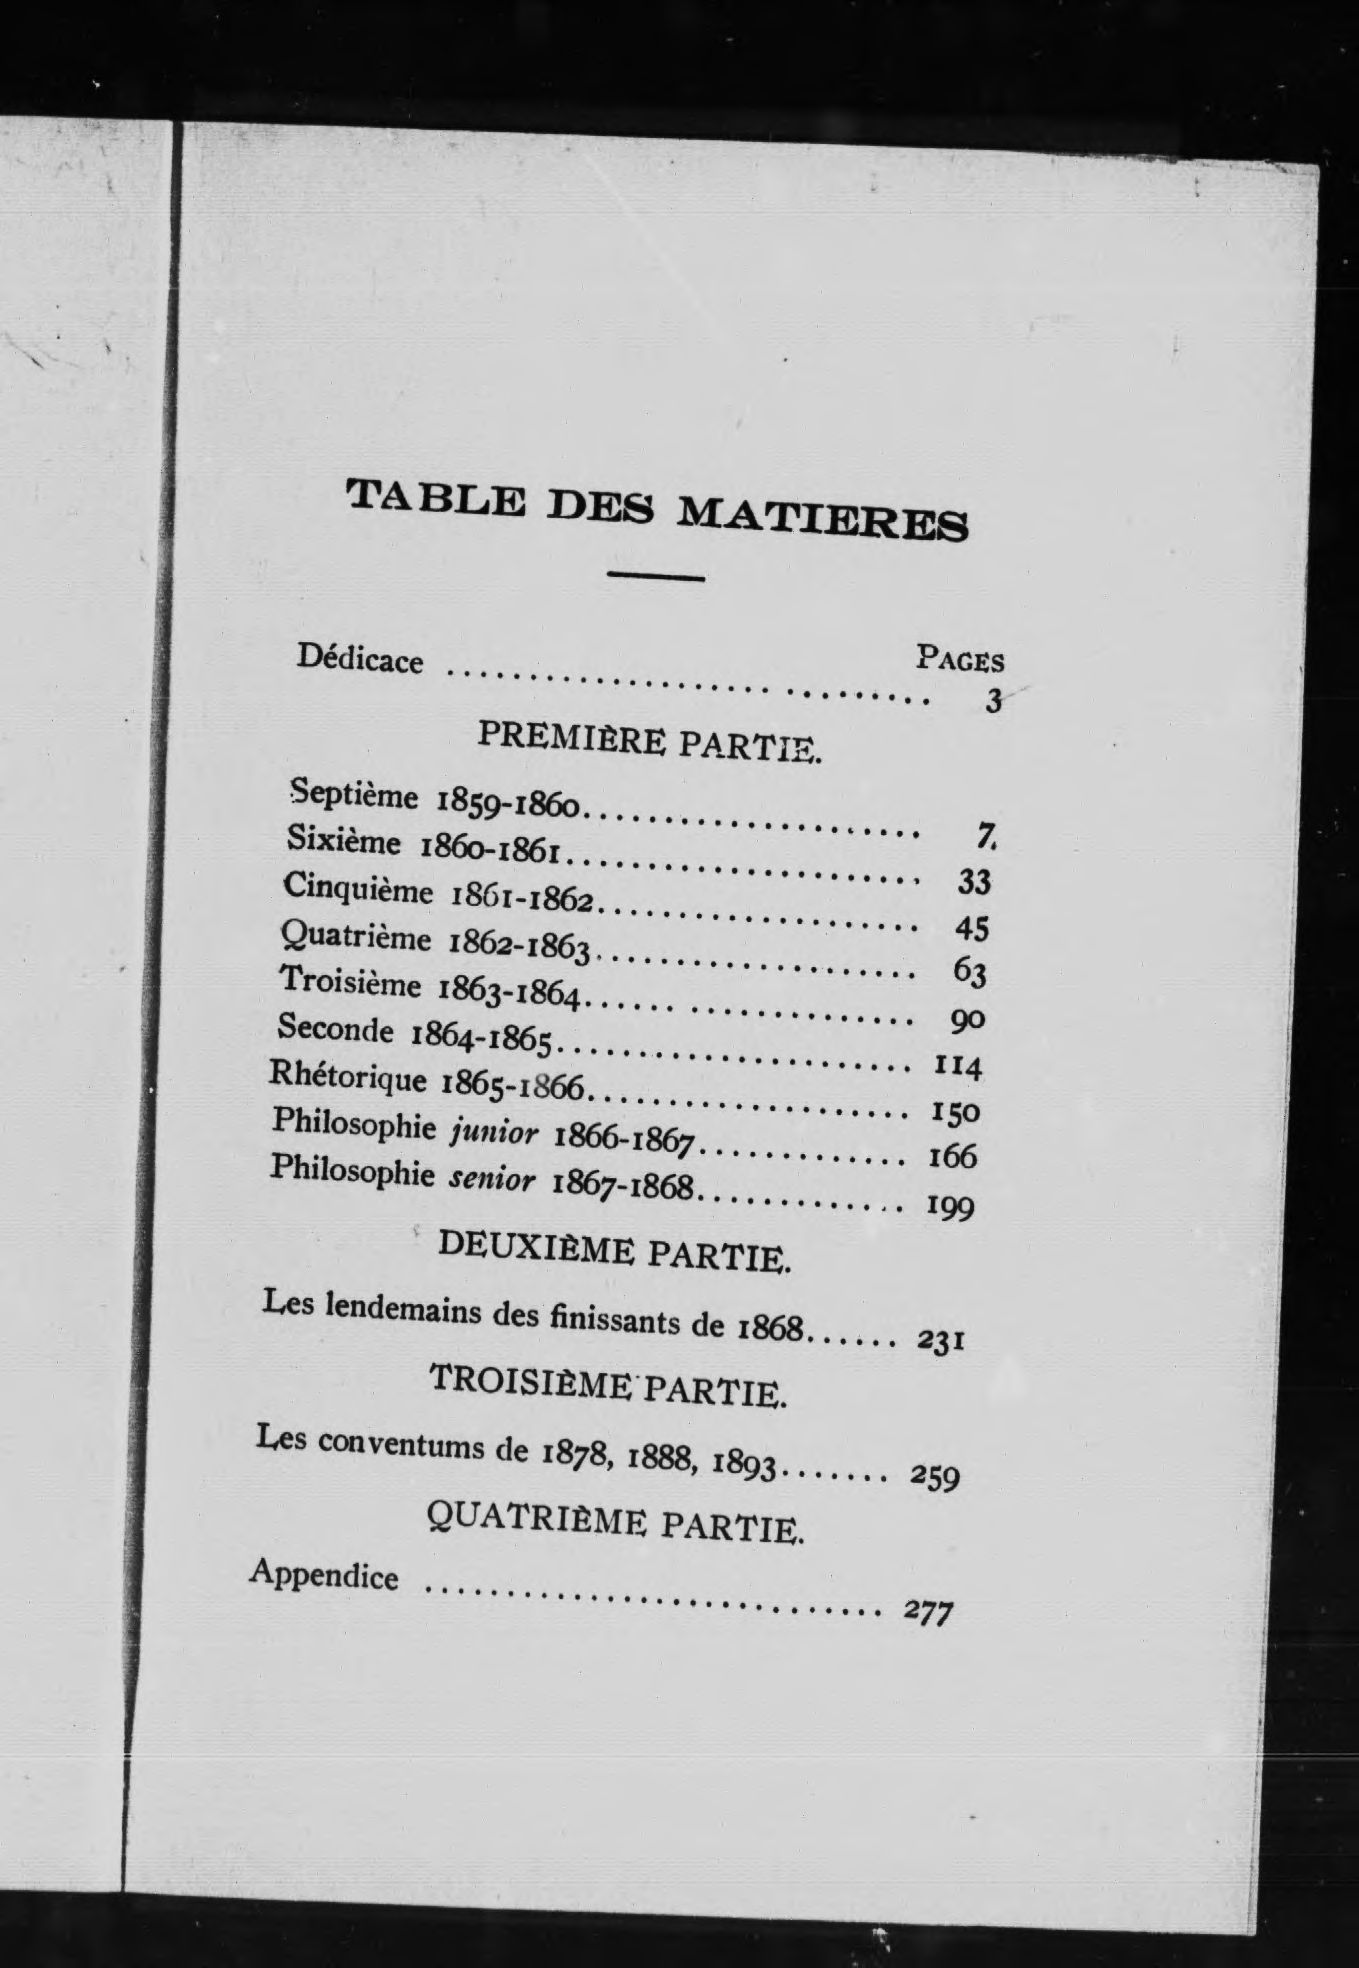 TABLE DES MATIERES
PAGES
Dédicace .............................. 3
PREMIÈRE PARTIE.
Septième 1859-1860..................... 7.
Sixième 1860-1861...................... 33
Cinquième 1861-1862.................... 45
Quatrième 1862-1863.................... 63
Troisième 1863-1864...... .............. 90
Seconde 1864-1865...................... 114
Rhétorique 1865-1866.................... 150
Philosophie junior 1866-1867............. 166
Philosophie senior 1867-1868............. 199
DEUXIÈME PARTIE.
Les lendemains des finissants de 1868...... 231
TROISIÈME PARTIE.
Les conventums de 1878, 1888, 1893....... 259
QUATRIÈME PARTIE.
Appendice ............................ 277